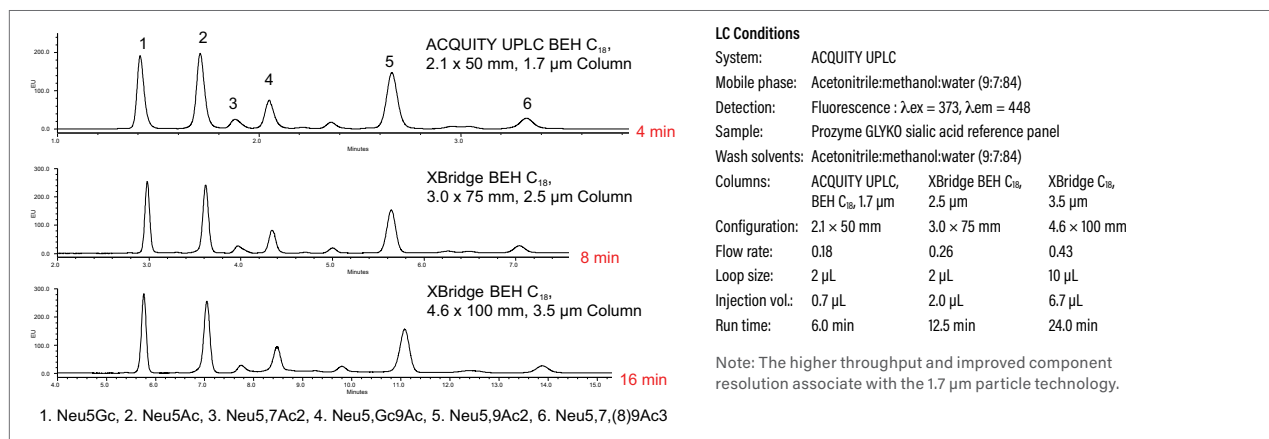 1
2
3
4
5
6
ACQUITY UPLC BEH C₁₈,
2.1 x 50 mm, 1.7 µm Column
EU
200.0
100.0
0.0
1.0 2.0 3.0
Minutes
4 min
XBridge BEH C₁₈,
3.0 x 75 mm, 2.5 µm Column
EU
300.0
200.0
100.0
0.0
2.0 3.0 4.0 5.0 6.0 7.0
Minutes
8 min
XBridge BEH C₁₈,
4.6 x 100 mm, 3.5 µm Column
EU
300.0
200.0
100.0
0.0
4.0 5.0 6.0 7.0 8.0 9.0 10.0 11.0 12.0 13.0 14.0 15.0
Minutes
16 min
1. Neu5Gc, 2. Neu5Ac, 3. Neu5,7Ac2, 4. Neu5,Gc9Ac, 5. Neu5,9Ac2, 6. Neu5,7,(8)9Ac3
LC Conditions
System: ACQUITY UPLC
Mobile phase: Acetonitrile:methanol:water (9:7:84)
Detection: Fluorescence : λex = 373, λem = 448
Sample: Prozyme GLYKO sialic acid reference panel
Wash solvents: Acetonitrile:methanol:water (9:7:84)
Columns: ACQUITY UPLC, XBridge BEH C₁₈, XBridge C₁₈,
BEH C₁₈, 1.7 µm 2.5 µm 3.5 µm
Configuration: 2.1 × 50 mm 3.0 × 75 mm 4.6 × 100 mm
Flow rate: 0.18 0.26 0.43
Loop size: 2 µL 2 µL 10 µL
Injection vol.: 0.7 µL 2.0 µL 6.7 µL
Run time: 6.0 min 12.5 min 24.0 min
Note: The higher throughput and improved component
resolution associate with the 1.7 µm particle technology.